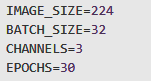 IMAGE_SIZE=224
BATCH_SIZE=32
CHANNELS=3
EPOCHS=30